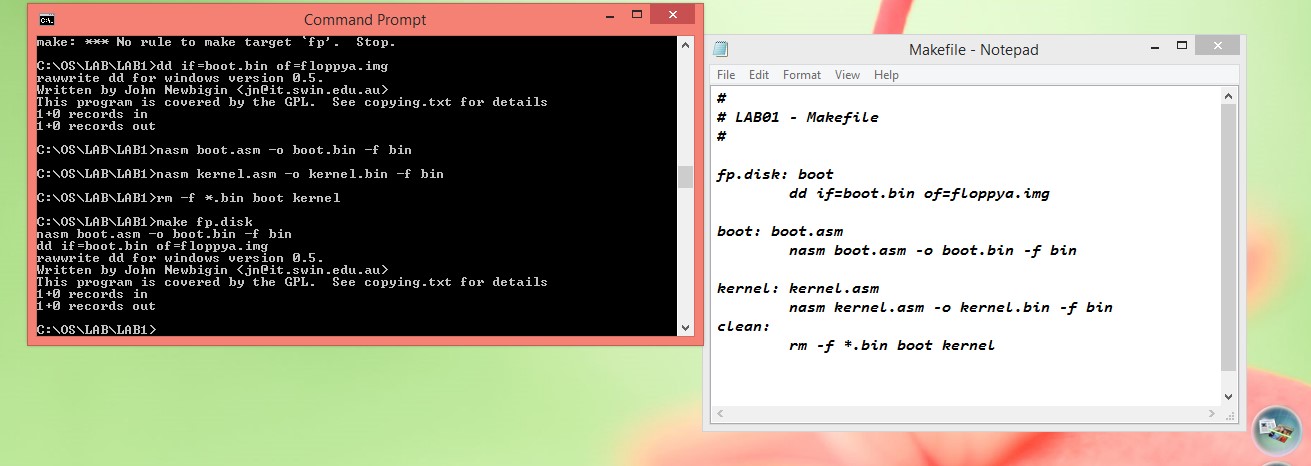 Command Prompt
make: *** No rule to make target `fp'.  Stop.
C:\OS\LAB\LAB1>dd if=boot.bin of=floppya.img
rawwrite dd for windows version 0.5.
Written by John Newbigin <jn@it.swin.edu.au>
This program is covered by the GPL.  See copying.txt for details
1+0 records in
1+0 records out
C:\OS\LAB\LAB1>nasm boot.asm -o boot.bin -f bin
C:\OS\LAB\LAB1>nasm kernel.asm -o kernel.bin -f bin
C:\OS\LAB\LAB1>rm -f *.bin boot kernel
C:\OS\LAB\LAB1>make fp.disk
nasm boot.asm -o boot.bin -f bin
dd if=boot.bin of=floppya.img
rawwrite dd for windows version 0.5.
Written by John Newbigin <jn@it.swin.edu.au>
This program is covered by the GPL.  See copying.txt for details
1+0 records in
1+0 records out
C:\OS\LAB\LAB1>
Makefile - Notepad
File Edit Format View Help
#
# LAB01 - Makefile
#
fp.disk: boot
dd if=boot.bin of=floppya.img
boot: boot.asm
nasm boot.asm -o boot.bin -f bin
kernel: kernel.asm
nasm kernel.asm -o kernel.bin -f bin
clean:
rm -f *.bin boot kernel